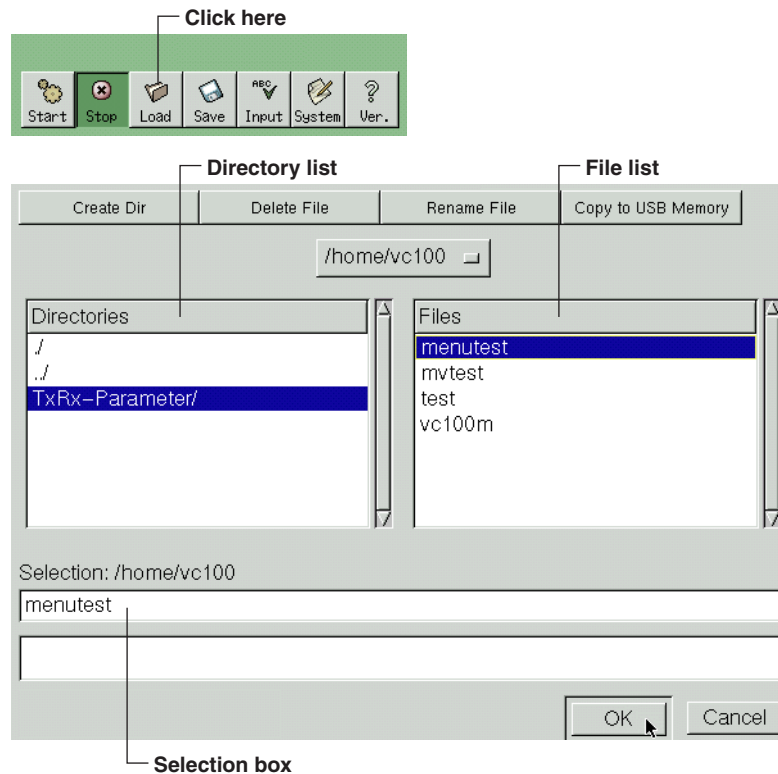 Click here
ABC
Start Stop Load Save Input System Ver.
Directory list File list
Create Dir Delete File Rename File Copy to USB Memory
/home/vc100
Directories Files
./ menutest
../ mvtest
TxRx-Parameter/ test
vc100m
Selection: /home/vc100
menutest
OK Cancel
Selection box